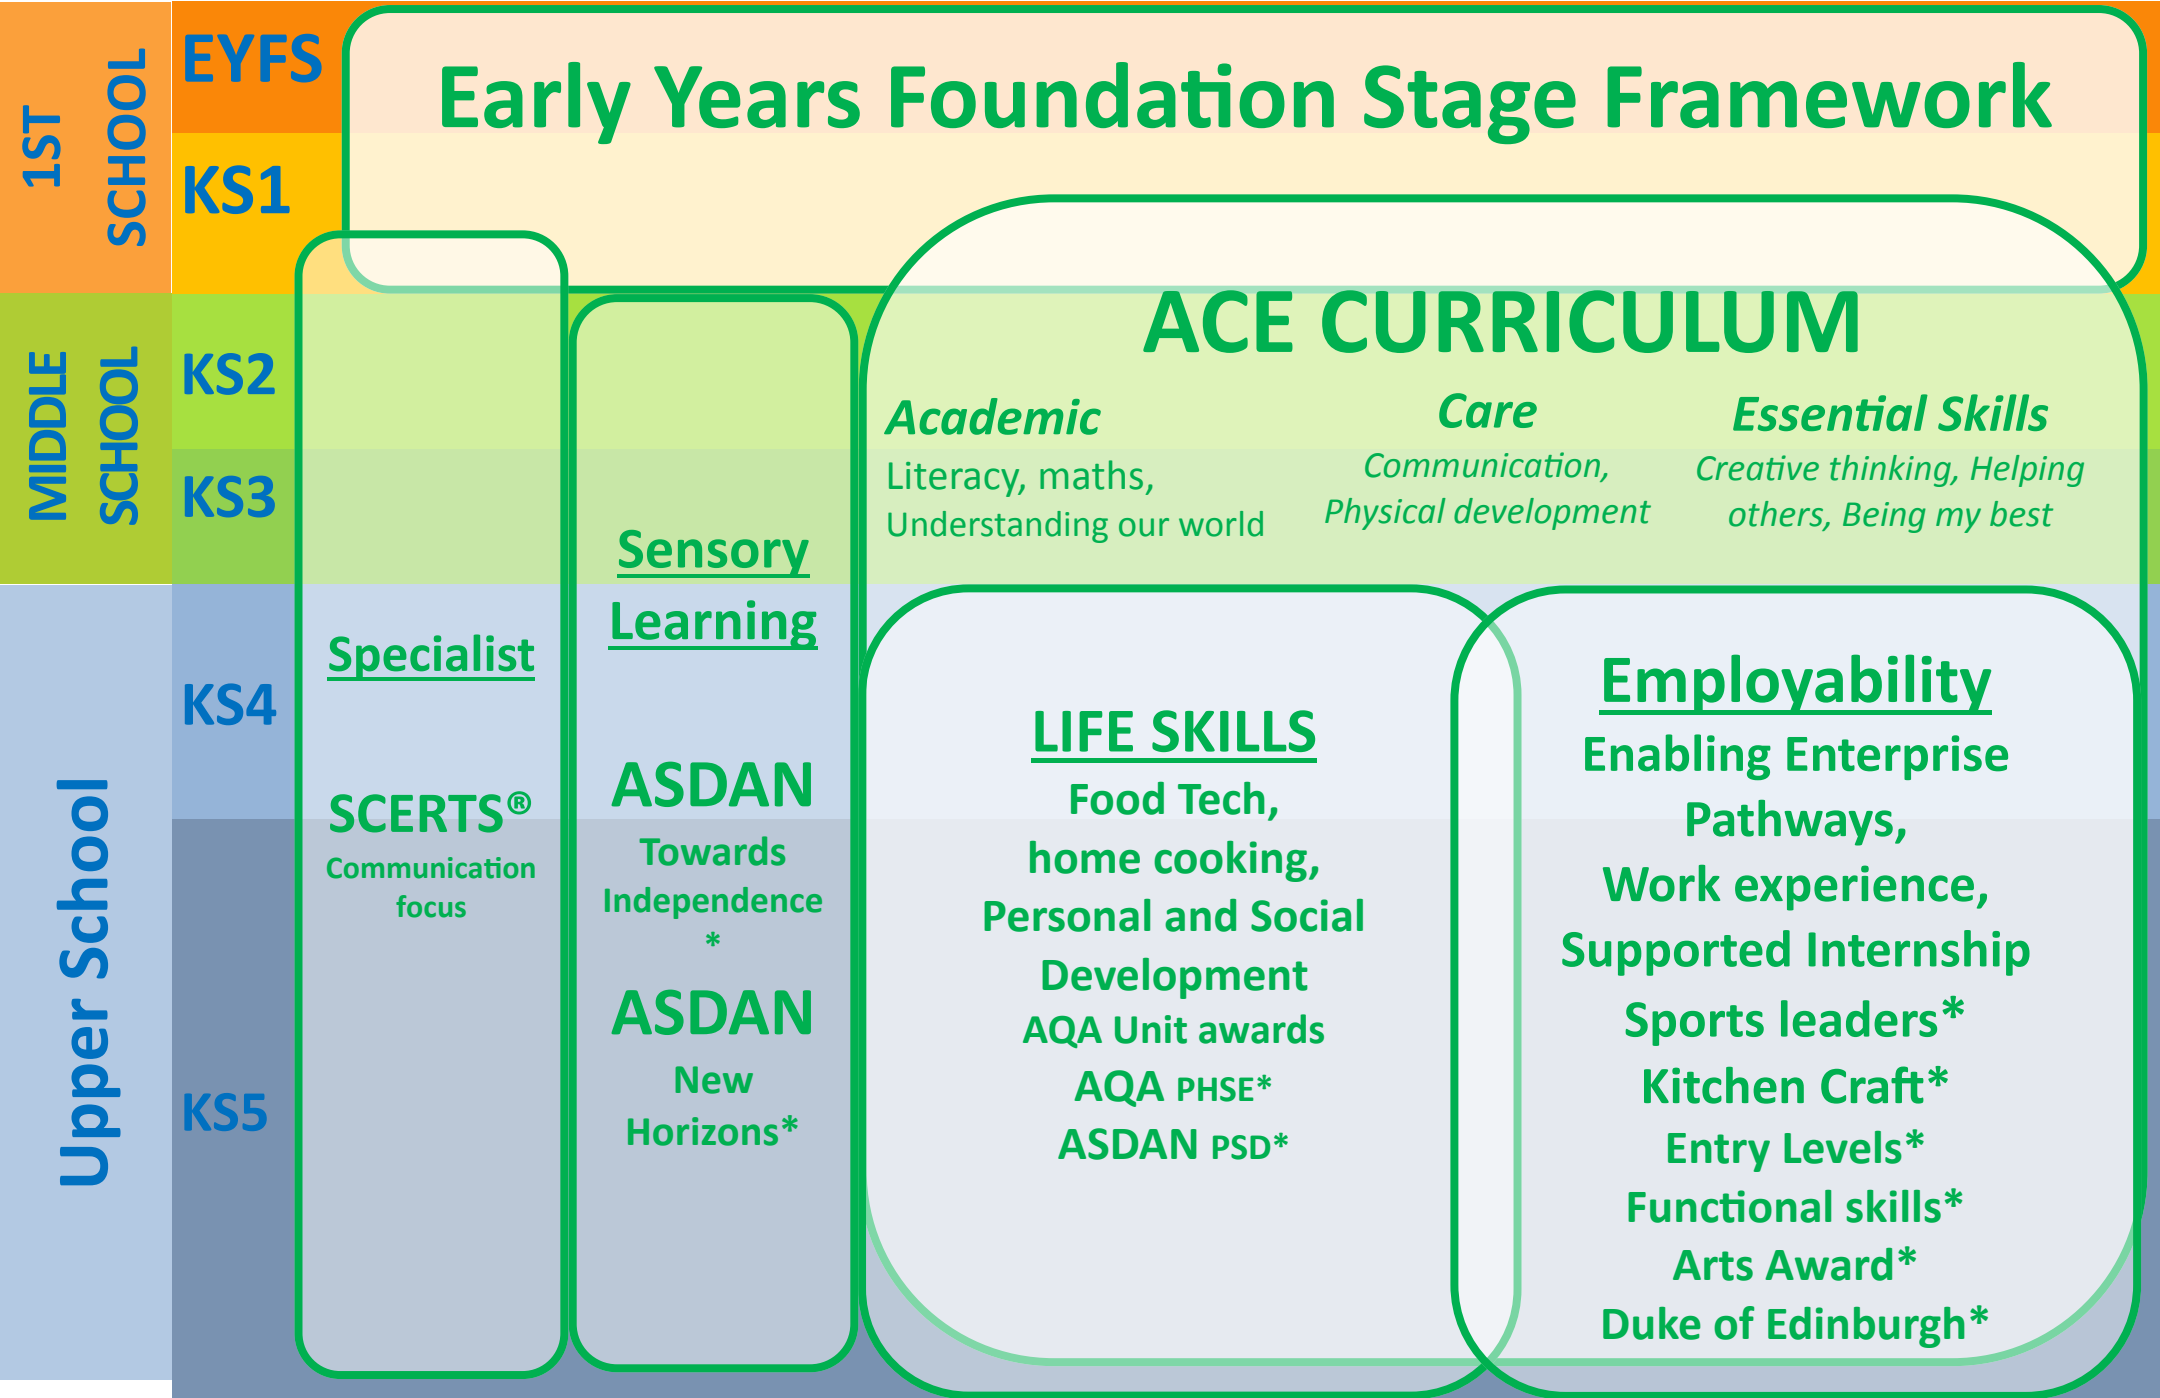 1ST
SCHOOL
EYFS
KS1
Early Years Foundation Stage Framework
MIDDLE
SCHOOL
KS2
KS3
ACE CURRICULUM
Academic
Literacy, maths,
Understanding our world
Care
Communication,
Physical development
Essential Skills
Creative thinking, Helping
others, Being my best
Upper School
KS4
KS5
Specialist
SCERTS®
Communication
focus
Sensory
Learning
ASDAN
Towards
Independence
*
ASDAN
New
Horizons*
LIFE SKILLS
Food Tech,
home cooking,
Personal and Social
Development
AQA Unit awards
AQA PHSE*
ASDAN PSD*
Employability
Enabling Enterprise
Pathways,
Work experience,
Supported Internship
Sports leaders*
Kitchen Craft*
Entry Levels*
Functional skills*
Arts Award*
Duke of Edinburgh*